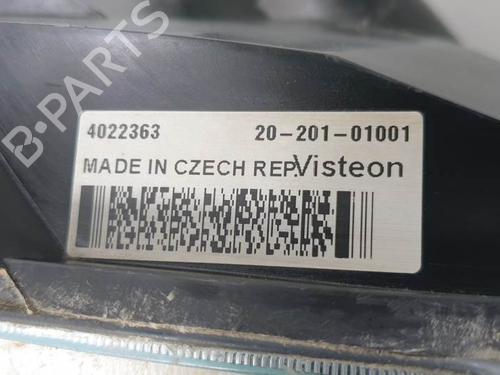 4022363 20-201-01001
MADE IN CZECH REP.Visteon
B-PARTS